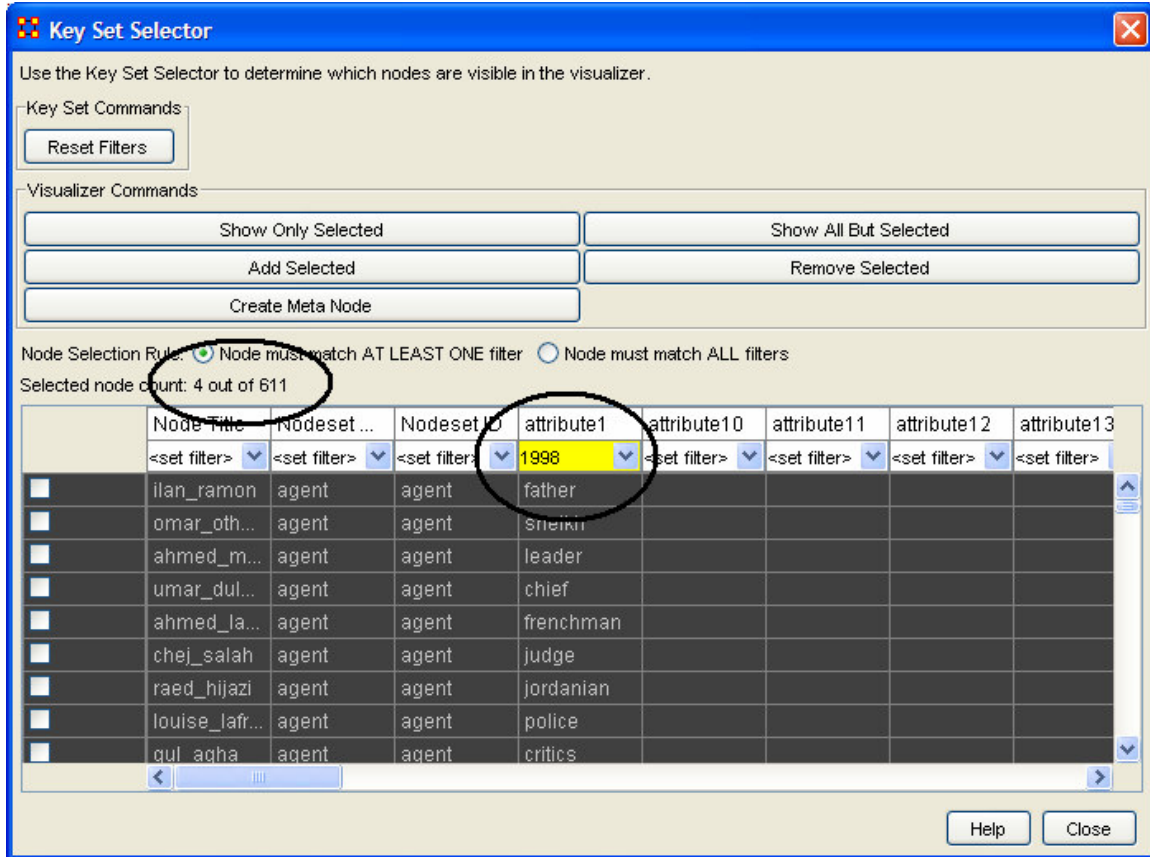 Key Set Selector
Use the Key Set Selector to determine which nodes are visible in the visualizer.
Key Set Commands
Reset Filters
Visualizer Commands
Show Only Selected Show All But Selected
Add Selected Remove Selected
Create Meta Node
Node Selection Rule: Node must match AT LEAST ONE filter Node must match ALL filters
Selected node count: 4 out of 611
Node Title Nodeset ... Nodeset ID attribute1 attribute10 attribute11 attribute12 attribute13
<set filter> <set filter> <set filter> 1998 <set filter> <set filter> <set filter> <set filter>
ilan_ramon agent agent father
omar_oth... agent agent sheikh
ahmed_m... agent agent leader
umar_dul... agent agent chief
ahmed_la... agent agent frenchman
chej_salah agent agent judge
raed_hijazi agent agent jordanian
louise_lafr... agent agent police
gul_agha agent agent critics
Help Close